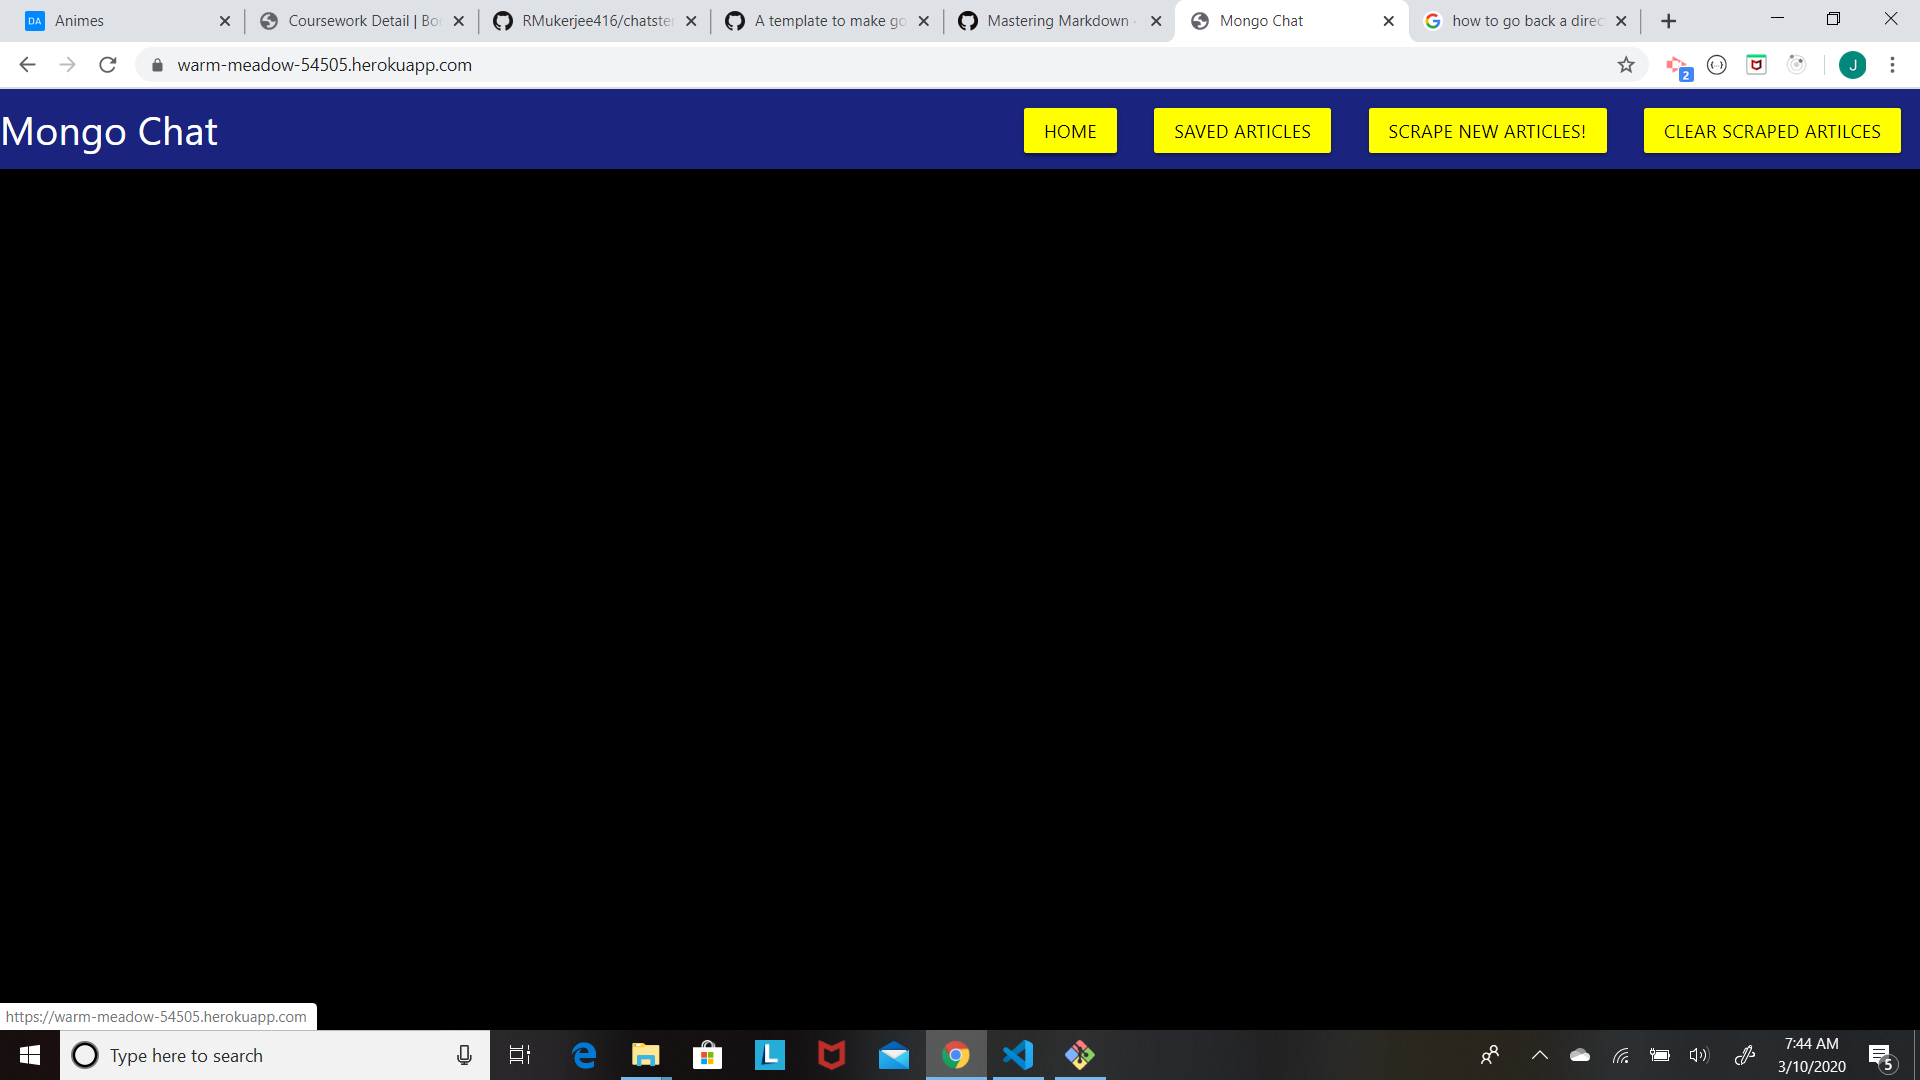 DA Animes
Coursework Detail | Boo
RMukerjee416/chatster
A template to make go
Mastering Markdown ·
Mongo Chat
how to go back a direc
warm-meadow-54505.herokuapp.com
2
J
Mongo Chat
HOME
SAVED ARTICLES
SCRAPE NEW ARTICLES!
CLEAR SCRAPED ARTILCES
https://warm-meadow-54505.herokuapp.com
Type here to search
L
7:44 AM
3/10/2020
5